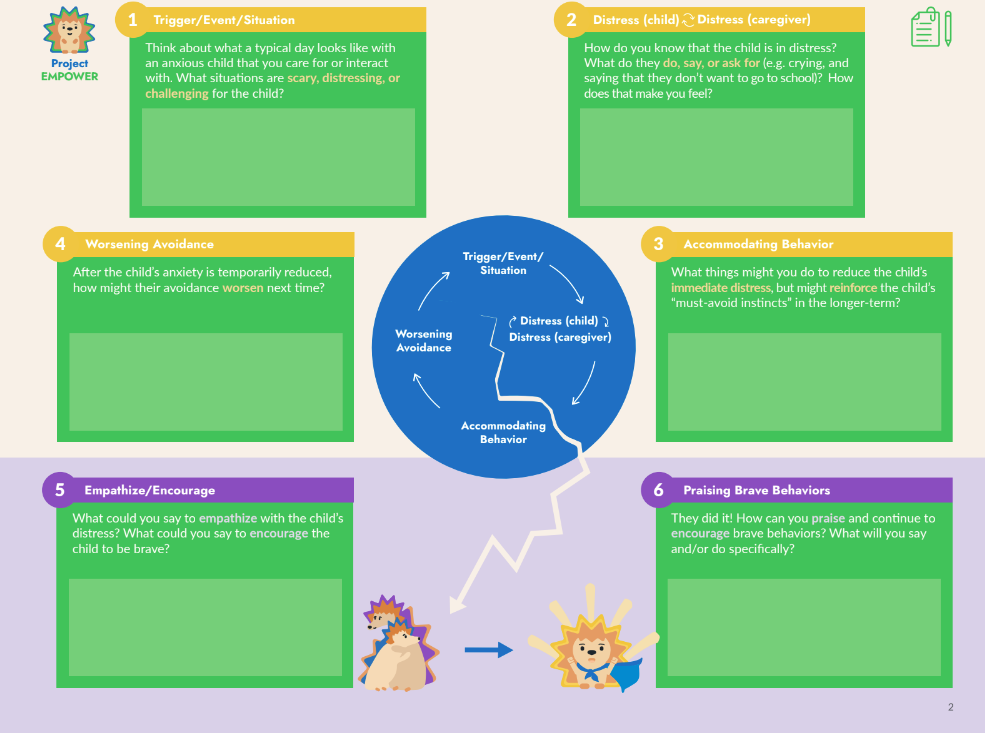 Project
EMPOWER
1 Trigger/Event/Situation
Think about what a typical day looks like with
an anxious child that you care for or interact
with. What situations are scary, distressing, or
challenging for the child?
2 Distress (child) Distress (caregiver)
How do you know that the child is in distress?
What do they do, say, or ask for (e.g. crying, and
saying that they don't want to go to school)? How
does that make you feel?
4 Worsening Avoidance
After the child's anxiety is temporarily reduced,
how might their avoidance worsen next time?
Trigger/Event/
Situation
Distress (child)
Distress (caregiver)
Accommodating
Behavior
Worsening
Avoidance
3 Accommodating Behavior
What things might you do to reduce the child's
immediate distress, but might reinforce the child's
"must-avoid instincts" in the longer-term?
5 Empathize/Encourage
What could you say to empathize with the child's
distress? What could you say to encourage the
child to be brave?
6 Praising Brave Behaviors
They did it! How can you praise and continue to
encourage brave behaviors? What will you say
and/or do specifically?
2